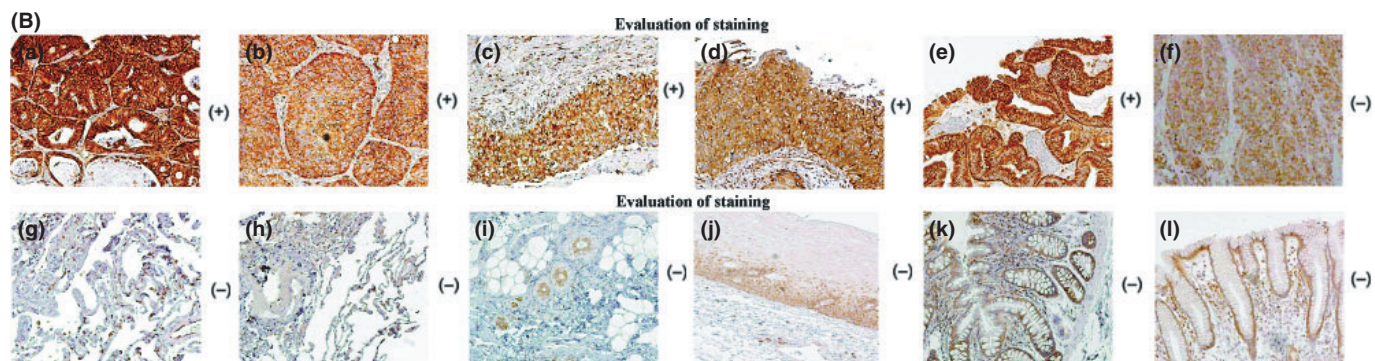 (B)
Evaluation of staining
(a) (+) (b) (+) (c) (+) (d) (+) (e) (+) (f) (−)
Evaluation of staining
(g) (−) (h) (−) (i) (−) (j) (−) (k) (−) (l) (−)